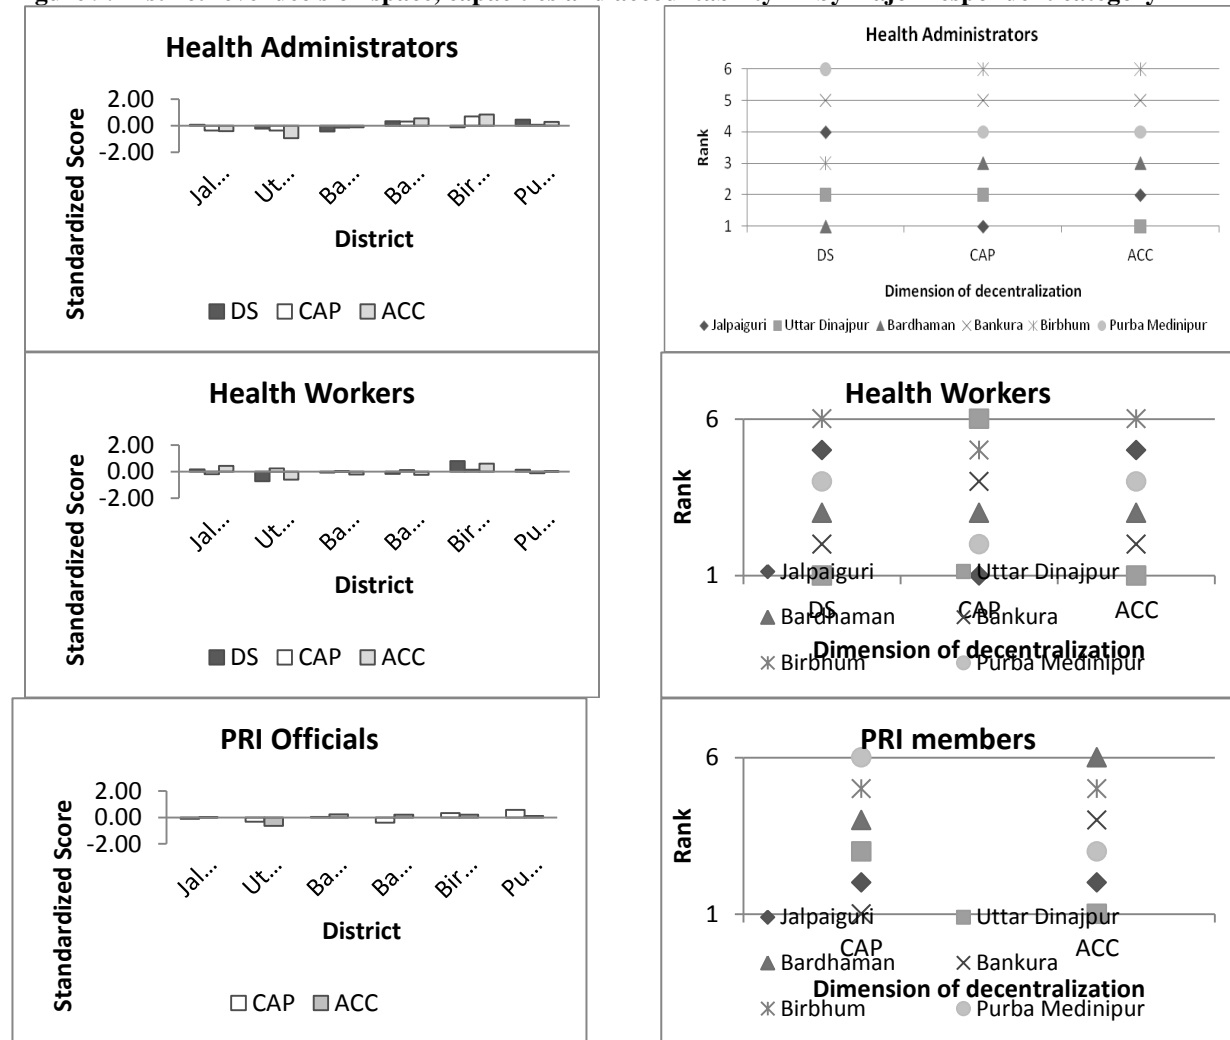 Health Administrators
2.00
0.00
-2.00
Standardized Score
Jal... Ut... Ba... Ba... Bir... Pu...
District
DS CAP ACC
Health Administrators
6
5
4
3
2
1
Rank
DS CAP ACC
Dimension of decentralization
Jalpaiguri Uttar Dinajpur Bardhaman Bankura Birbhum Purba Medinipur
Health Workers
2.00
0.00
-2.00
Standardized Score
Jal... Ut... Ba... Ba... Bir... Pu...
District
DS CAP ACC
Health Workers
6
1
Rank
DS CAP ACC
Dimension of decentralization
Jalpaiguri Uttar Dinajpur
Bardhaman Bankura
Birbhum Purba Medinipur
PRI Officials
2.00
0.00
-2.00
Standardized Score
Jal... Ut... Ba... Ba... Bir... Pu...
District
CAP ACC
PRI members
6
1
Rank
CAP ACC
Dimension of decentralization
Jalpaiguri Uttar Dinajpur
Bardhaman Bankura
Birbhum Purba Medinipur